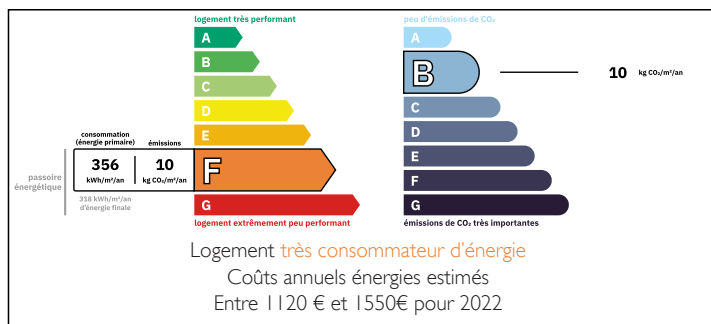 logement très performant
A
B
C
D
E
consommation
(énergie primaire)
émissions
passoire
énergétique
356
kWh/m²/an
10
kg CO₂/m²/an
F
318 kWh/m²/an
d'énergie finale
G
logement extrêmement peu performant
peu d'émissions de CO₂
A
B
10 kg CO₂/m²/an
C
D
E
F
G
émissions de CO₂ très importantes
Logement très consommateur d'énergie
Coûts annuels énergies estimés
Entre 1120 € et 1550€ pour 2022